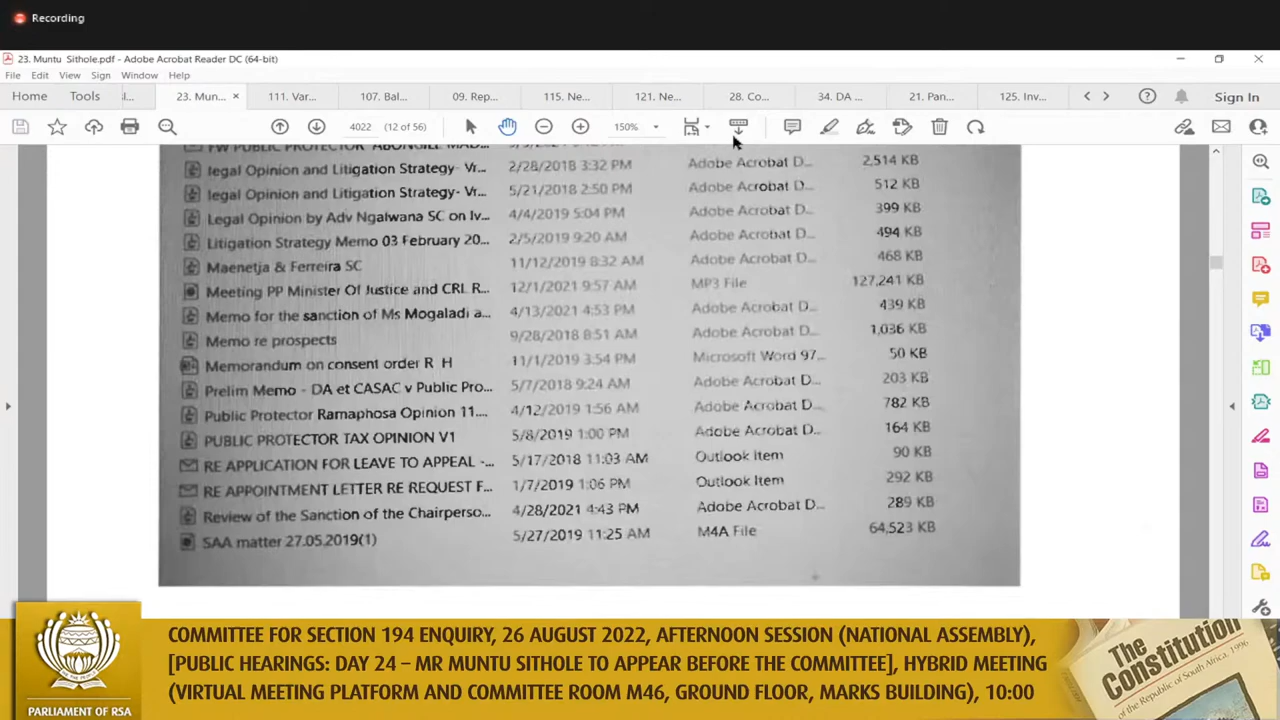 Recording
23. Muntu Sithole.pdf - Adobe Acrobat Reader DC (64-bit)
File Edit View Sign Window Help
Home Tools ...l... 23. Mun... × 111. Var... 107. Bal... 09. Rep... 115. Ne... 121. Ne... 28. Co... 34. DA ... 21. Pan... 125. Inv... Sign In
4022 (12 of 56) 150%
FW PUBLIC PROTECTOR
legal Opinion and Litigation Strategy- Vr... 2/28/2018 3:32 PM Adobe Acrobat D... 2,514 KB
legal Opinion and Litigation Strategy- Vr... 5/21/2018 2:50 PM Adobe Acrobat D... 512 KB
Legal Opinion by Adv Ngalwana SC on Iv... 4/4/2019 5:04 PM Adobe Acrobat D... 399 KB
Litigation Strategy Memo 03 February 20... 2/5/2019 9:20 AM Adobe Acrobat D... 494 KB
Maenetja & Ferreira SC 11/12/2019 8:32 AM Adobe Acrobat D... 468 KB
Meeting PP Minister Of Justice and CRL R... 12/1/2021 9:57 AM MP3 File 127,241 KB
Memo for the sanction of Ms Mogaladi a... 4/13/2021 4:53 PM Adobe Acrobat D... 439 KB
Memo re prospects 9/28/2018 8:51 AM Adobe Acrobat D... 1,036 KB
Memorandum on consent order R H 11/1/2019 3:54 PM Microsoft Word 97... 50 KB
Prelim Memo - DA et CASAC v Public Pro... 5/7/2018 9:24 AM Adobe Acrobat D... 203 KB
Public Protector Ramaphosa Opinion 11.... 4/12/2019 1:56 AM Adobe Acrobat D... 782 KB
PUBLIC PROTECTOR TAX OPINION V1 5/8/2019 1:00 PM Adobe Acrobat D... 164 KB
RE APPLICATION FOR LEAVE TO APPEAL -... 5/17/2018 11:03 AM Outlook Item 90 KB
RE APPOINTMENT LETTER RE REQUEST F... 1/7/2019 1:06 PM Outlook Item 292 KB
Review of the Sanction of the Chairperso... 4/28/2021 4:43 PM Adobe Acrobat D... 289 KB
SAA matter 27.05.2019(1) 5/27/2019 11:25 AM M4A File 64,523 KB
COMMITTEE FOR SECTION 194 ENQUIRY, 26 AUGUST 2022, AFTERNOON SESSION (NATIONAL ASSEMBLY),
[PUBLIC HEARINGS: DAY 24 – MR MUNTU SITHOLE TO APPEAR BEFORE THE COMMITTEE], HYBRID MEETING
(VIRTUAL MEETING PLATFORM AND COMMITTEE ROOM M46, GROUND FLOOR, MARKS BUILDING), 10:00
PARLIAMENT OF RSA
The
Constitution
of the Republic of South Africa, 1996